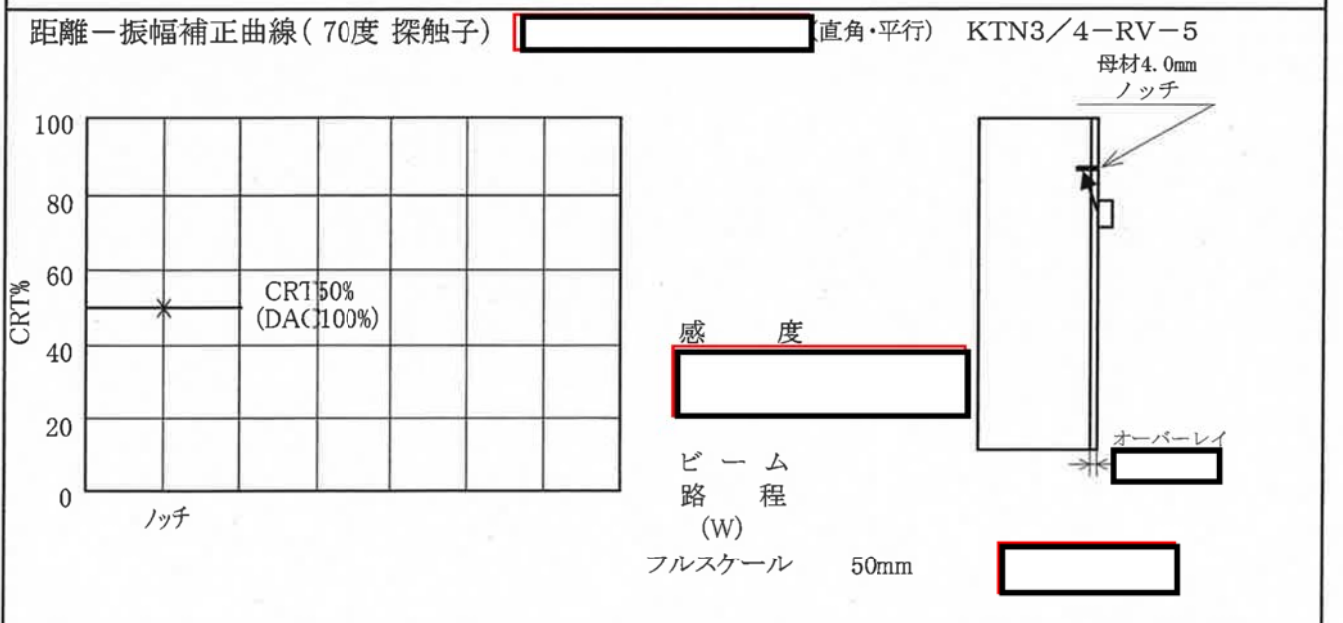 距離－振幅補正曲線( 70度 探触子)
(直角・平行)
KTN3／4－RV－5
母材4.0mm
ノッチ
100
80
60
40
20
0
CRT%
CRT50%
(DAC100%)
ノッチ
感 度
ビ ー ム
路 程
(W)
フルスケール 50mm
オーバーレイ